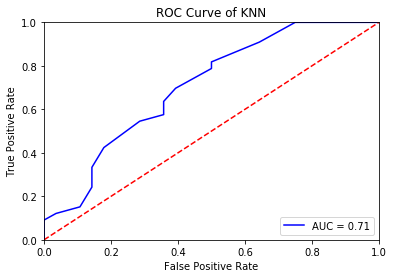 ROC Curve of KNN
1.0
0.8
0.6
0.4
0.2
0.0
True Positive Rate
AUC = 0.71
0.0 0.2 0.4 0.6 0.8 1.0
False Positive Rate